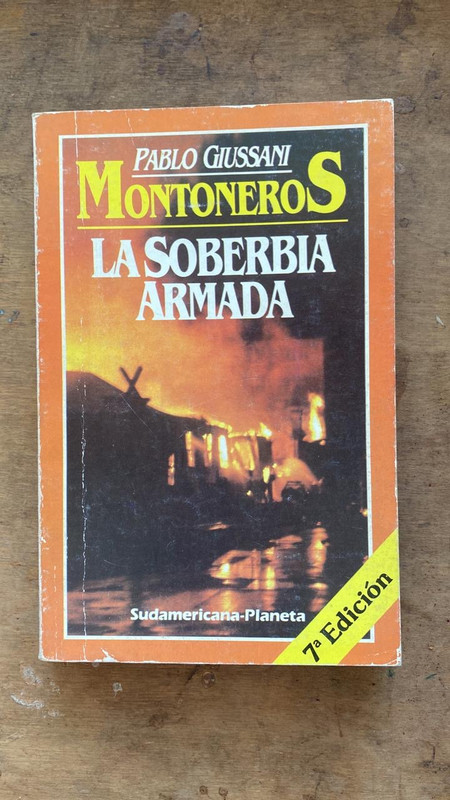 PABLO GIUSSANI
MONTONEROS
LA SOBERBIA
ARMADA
Sudamericana-Planeta
7ª Edición